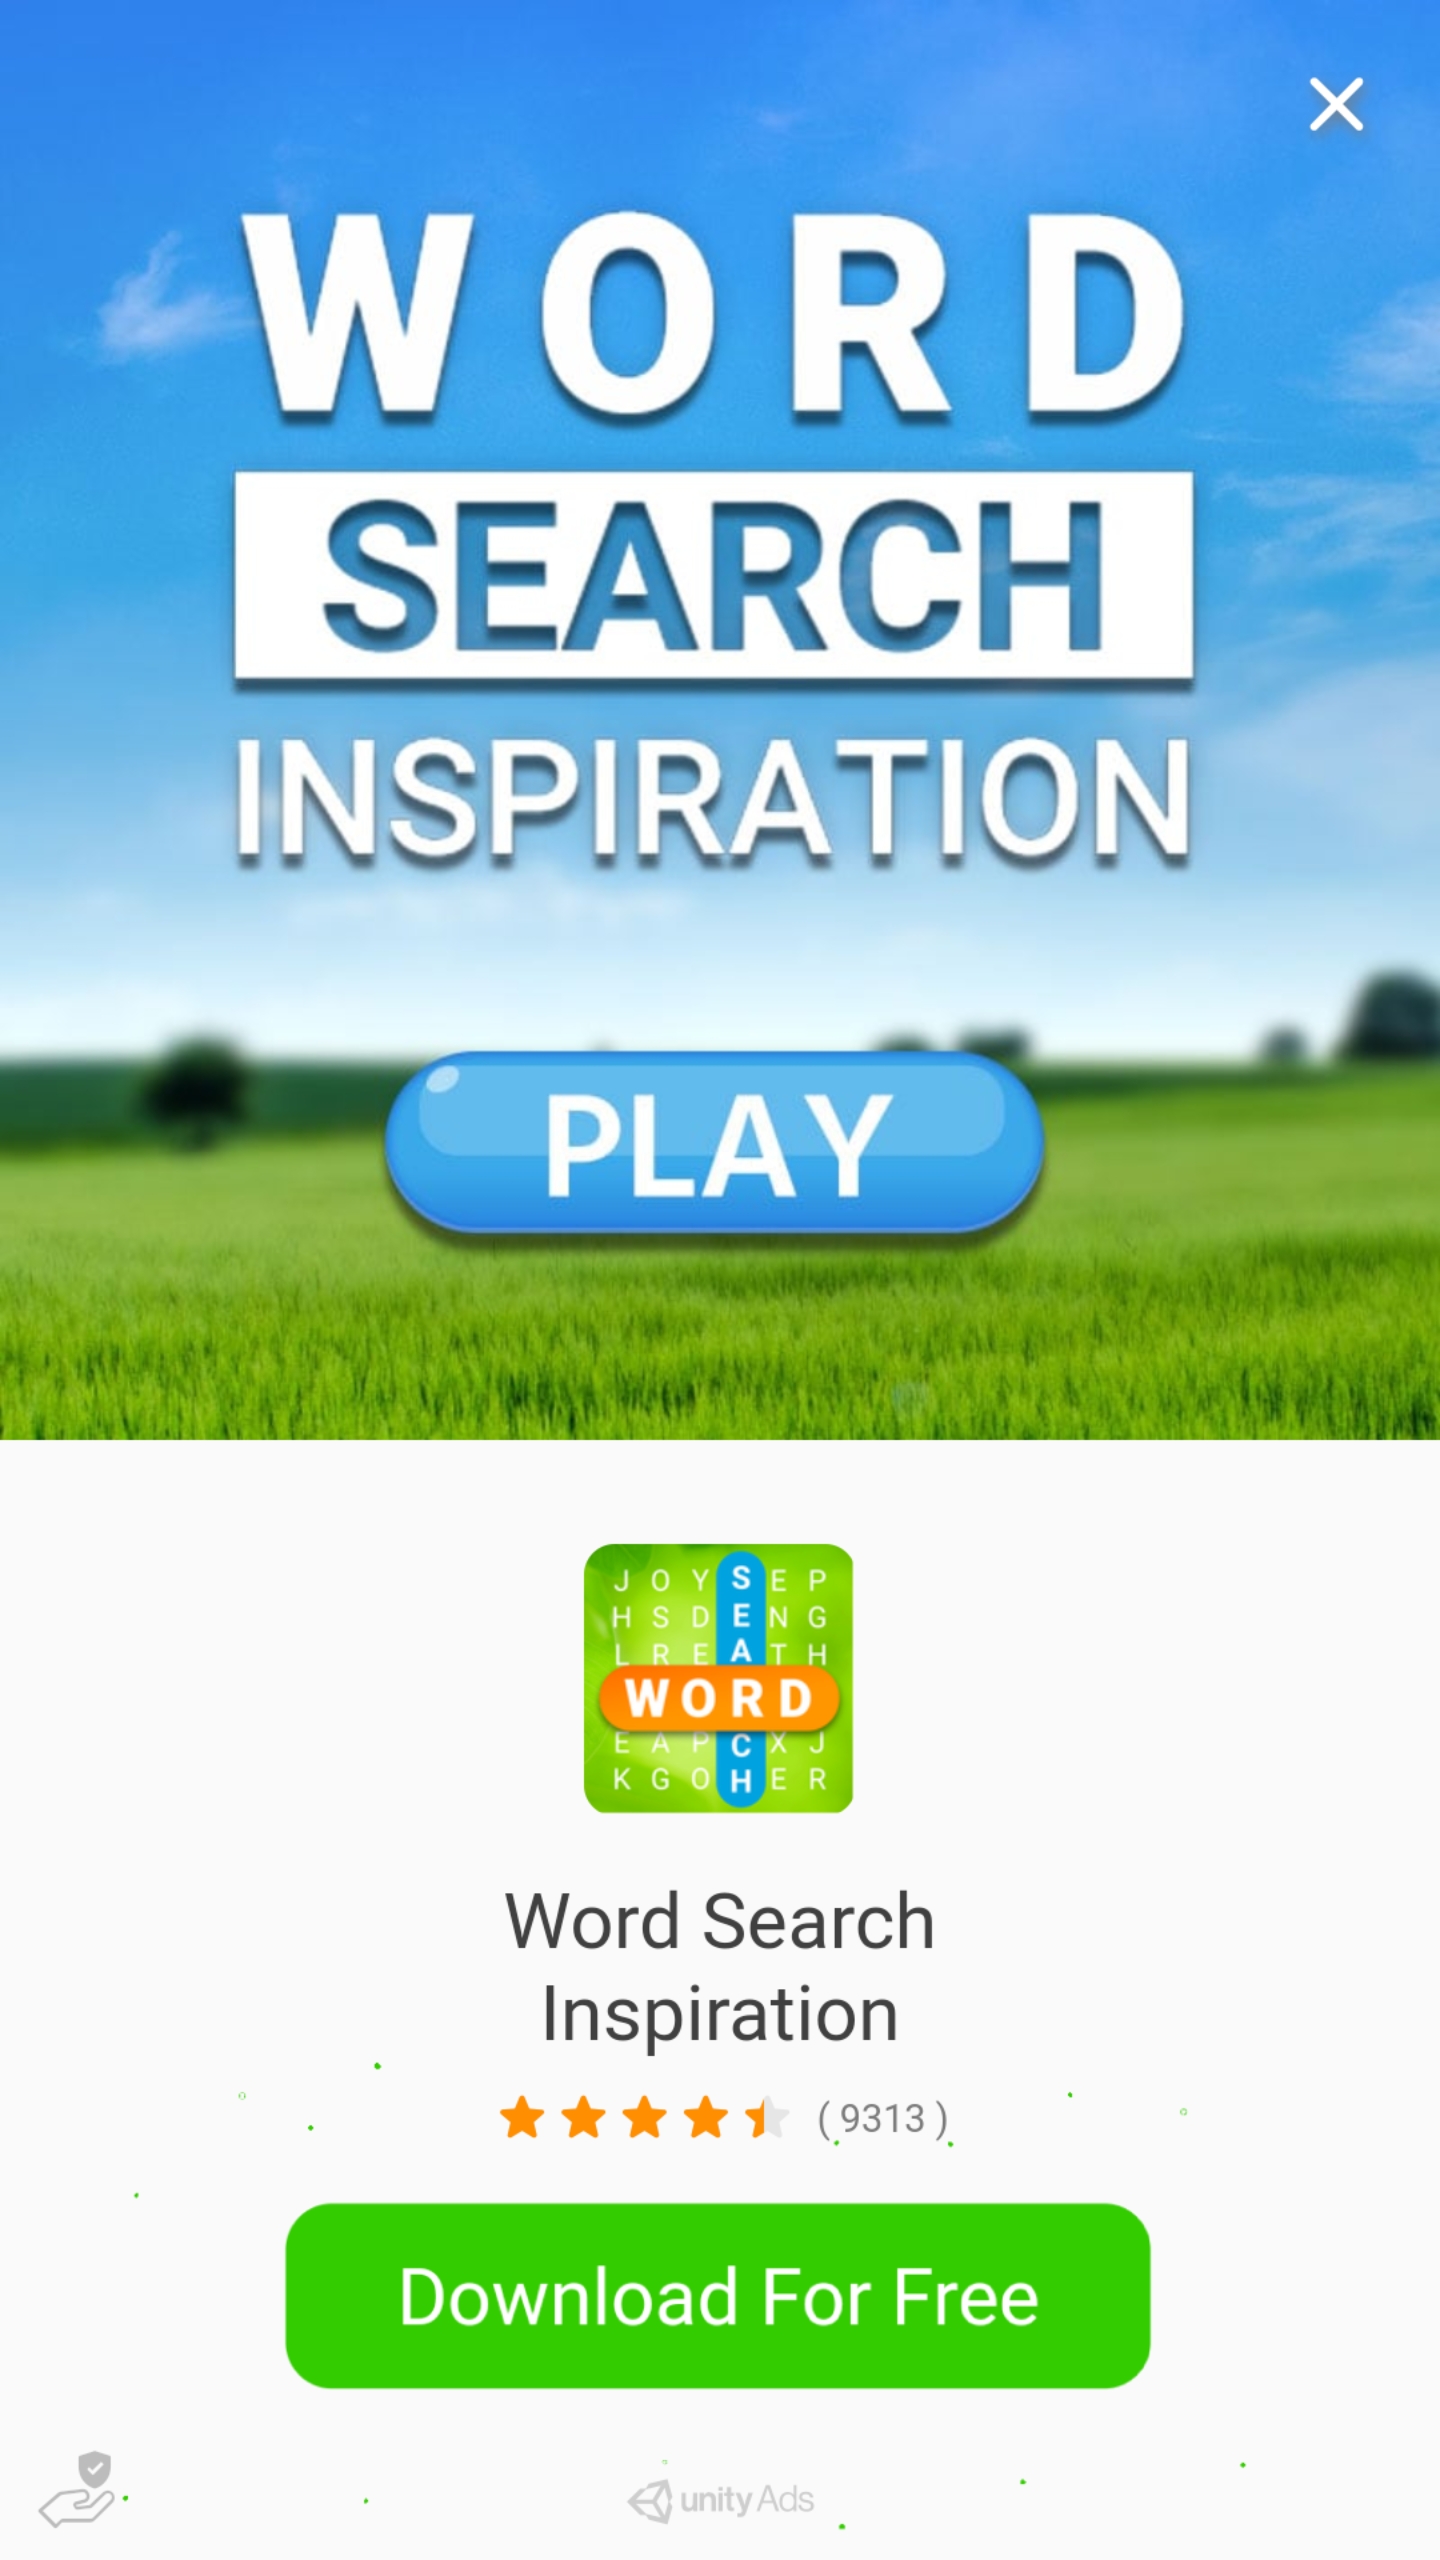 WORD
SEARCH
INSPIRATION
PLAY
J O Y S E P
H S D E N G
L R E A T H
WORD
E A P C X J
K G O H E R
Word Search
Inspiration
( 9313 )
Download For Free
unity Ads